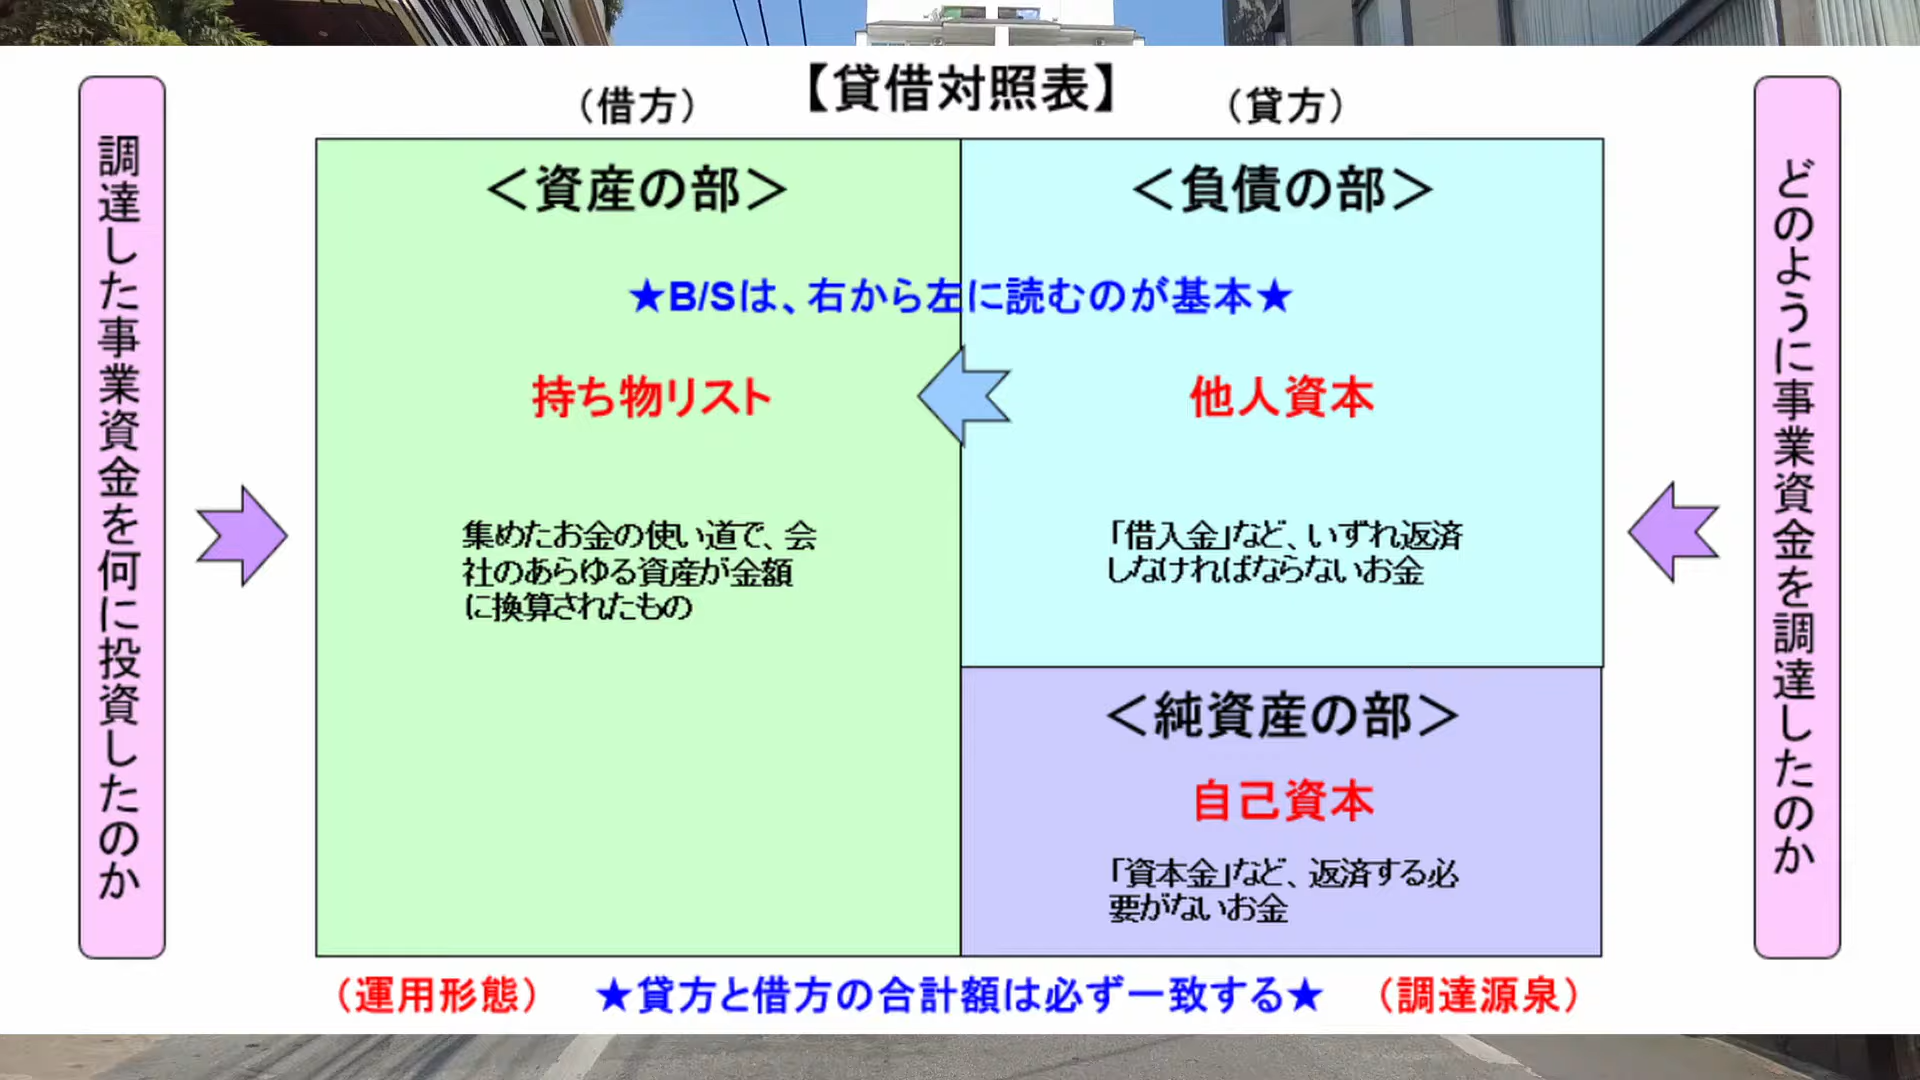 【貸借対照表】
（借方）
（貸方）
調達した事業資金を何に投資したのか
＜資産の部＞
＜負債の部＞
どのように事業資金を調達したのか
★B/Sは、右から左に読むのが基本★
持ち物リスト
他人資本
集めたお金の使い道で、会
社のあらゆる資産が金額
に換算されたもの
「借入金」など、いずれ返済
しなければならないお金
＜純資産の部＞
自己資本
「資本金」など、返済する必
要がないお金
（運用形態）
★貸方と借方の合計額は必ず一致する★
（調達源泉）